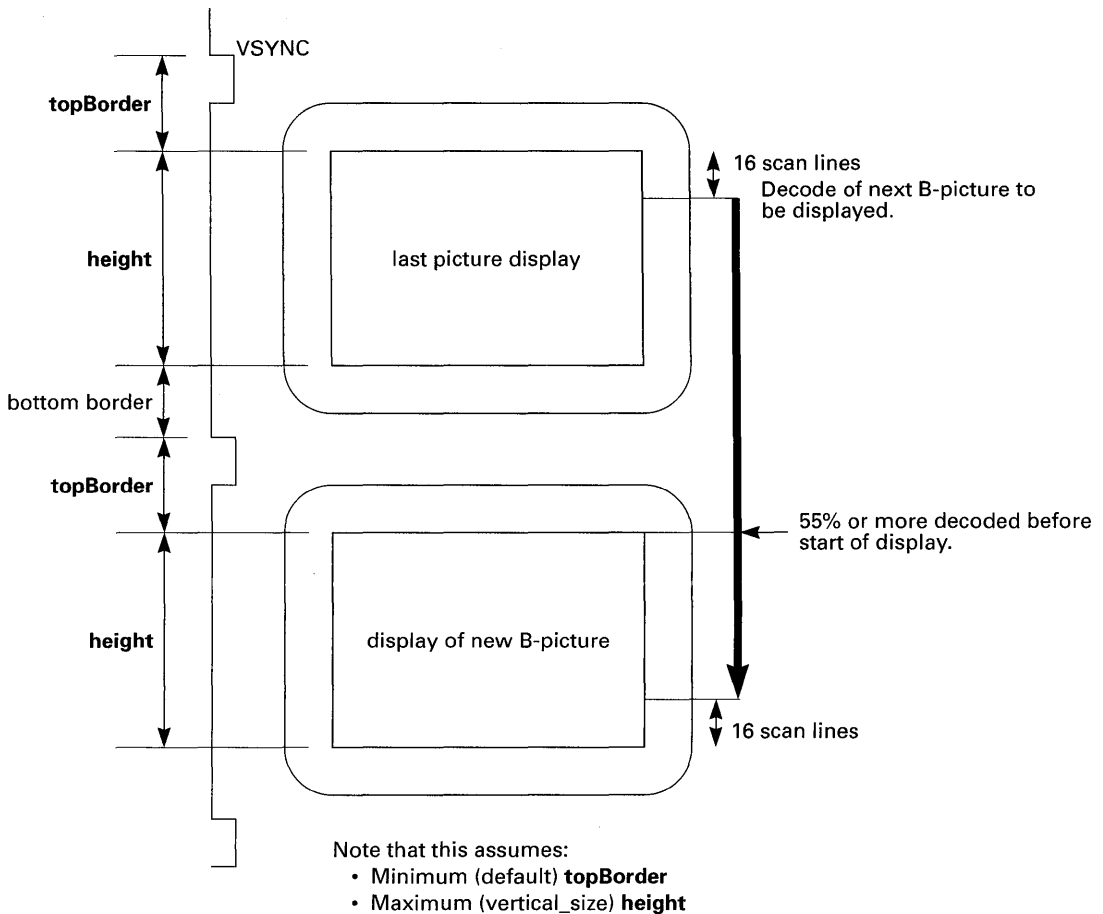 VSYNC
topBorder
16 scan lines
Decode of next B-picture to
be displayed.
height
last picture display
bottom border
topBorder
55% or more decoded before
start of display.
height
display of new B-picture
16 scan lines
Note that this assumes:
• Minimum (default) topBorder
• Maximum (vertical_size) height